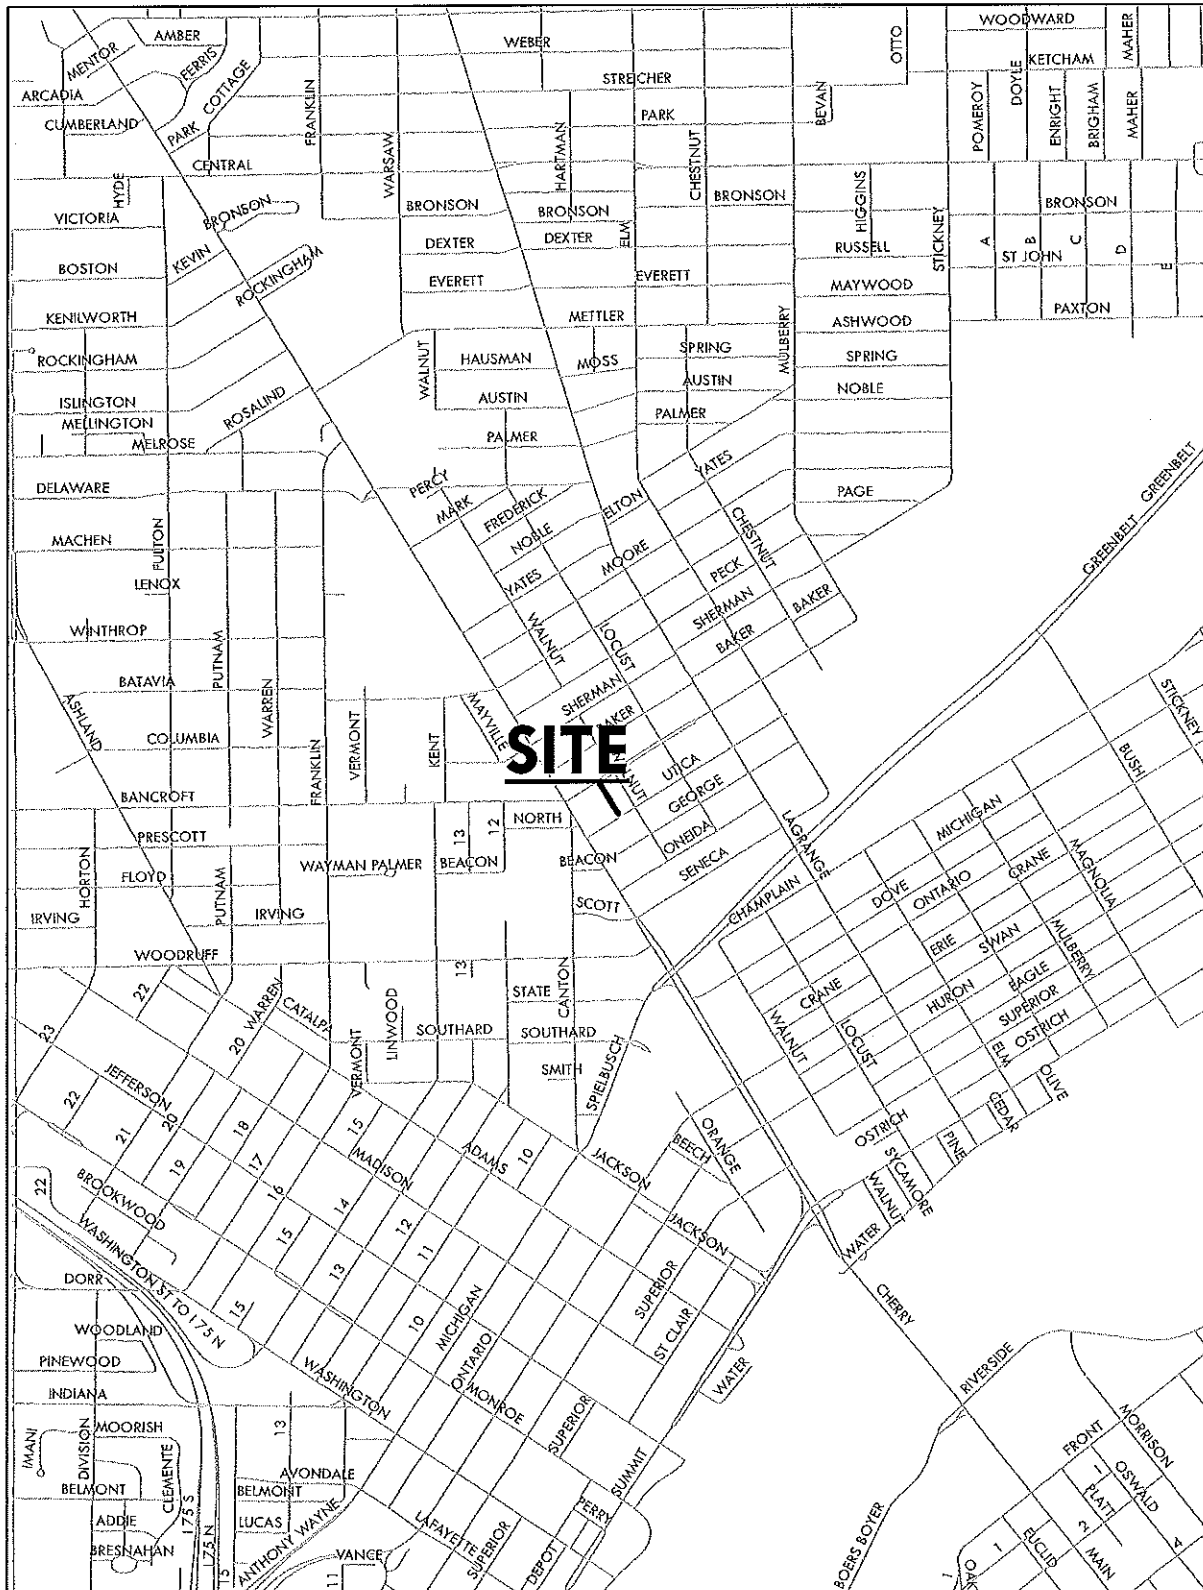 AMBER
MENTOR
FERRIS
COTTAGE
ARCADIA
CUMBERLAND
PARK
CENTRAL
FRANKLIN
WARSAW
WEBER
STREICHER
PARK
HARTMAN
CHESTNUT
BEVAN
OTTO
WOODWARD
KETCHAM
MAHER
DOYLE
POMEROY
ENRIGHT
BRIGHAM
MAHER
HYDE
VICTORIA
BRONSON
BRONSON
BRONSON
BRONSON
HIGGINS
BRONSON
STICKNEY
BOSTON
KEVIN
ROCKINGHAM
DEXTER
DEXTER
ELM
RUSSELL
A
B
C
D
E
ST JOHN
EVERETT
EVERETT
MAYWOOD
KENILWORTH
METTLER
MULBERRY
ASHWOOD
PAXTON
ROCKINGHAM
WALNUT
HAUSMAN
MOSS
SPRING
SPRING
ISLINGTON
ROSALIND
AUSTIN
AUSTIN
NOBLE
MELLINGTON
MELROSE
PALMER
PALMER
DELAWARE
PERCY
MARK
FREDERICK
ELTON
YATES
PAGE
GREENBELT
GREENBELT
MACHEN
FULTON
NOBLE
MOORE
CHESTNUT
LENOX
YATES
PECK
WINTHROP
PUTNAM
WALNUT
LOCUST
SHERMAN
BAKER
BAKER
BATAVIA
WARREN
MAYVILLE
SHERMAN
BAKER
STICKNEY
ASHLAND
COLUMBIA
FRANKLIN
VERMONT
KENT
SITE
UTICA
BUSH
BANCROFT
GEORGE
PRESCOTT
13
12
NORTH
ONEIDA
LAGRANGE
MICHIGAN
HORTON
FLOYD
PUTNAM
WAYMAN PALMER
BEACON
BEACON
SENECA
MAGNOLIA
IRVING
IRVING
SCOTT
CHAMPLAIN
DOVE
ONTARIO
CRANE
WOODRUFF
13
CANTON
ERIE
SWAN
MULBERRY
22
WARREN
CATALPA
LINWOOD
STATE
CRANE
HURON
EAGLE
SUPERIOR
23
20
VERMONT
SOUTHARD
SOUTHARD
SPIELBUSCH
WALNUT
LOCUST
OSTRICH
ELM
JEFFERSON
SMITH
OLIVE
22
20
18
15
ADAMS
10
ORANGE
CEDAR
21
17
MADISON
JACKSON
BEECH
OSTRICH
PINE
19
16
14
12
SYCAMORE
WALNUT
22
BROOKWOOD
15
11
JACKSON
WATER
WASHINGTON ST TO I 75 N
13
SUPERIOR
CHERRY
DORR
15
10
MICHIGAN
ST CLAIR
WOODLAND
ONTARIO
WATER
RIVERSIDE
PINEWOOD
WASHINGTON
MONROE
INDIANA
SUPERIOR
MORRISON
IMANI
DIVISION
MOORISH
CLEMENTE
13
FRONT
BELMONT
I 75 S
I 75 N
AVONDALE
BELMONT
SUMMIT
1
OSWALD
ADDIE
LUCAS
ANTHONY WAYNE
LAFAYETTE
PERRY
BOERS BOYER
PLATT
BRESNAHAN
VANCE
SUPERIOR
DEPOT
1
EUCLID
2
MAIN
4
11